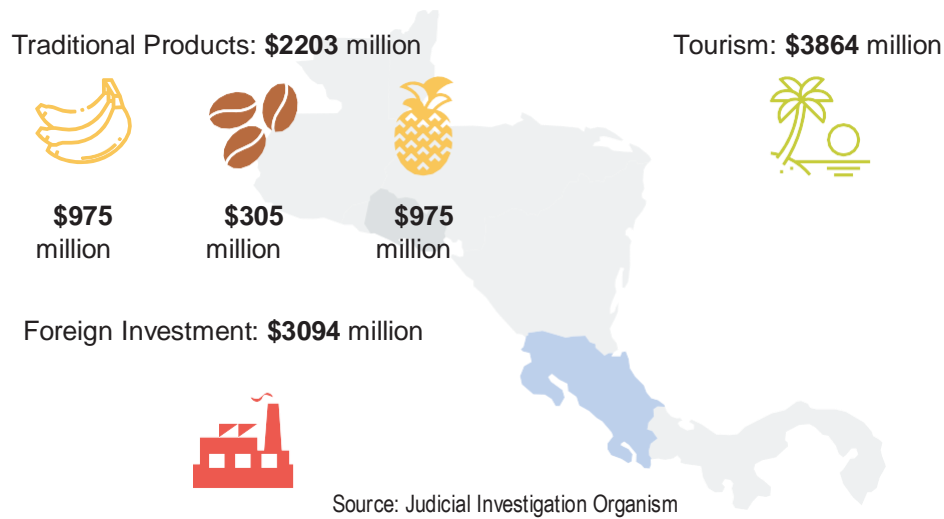 Traditional Products: $2203 million
Tourism: $3864 million
$975
million
$305
million
$975
million
Foreign Investment: $3094 million
Source: Judicial Investigation Organism